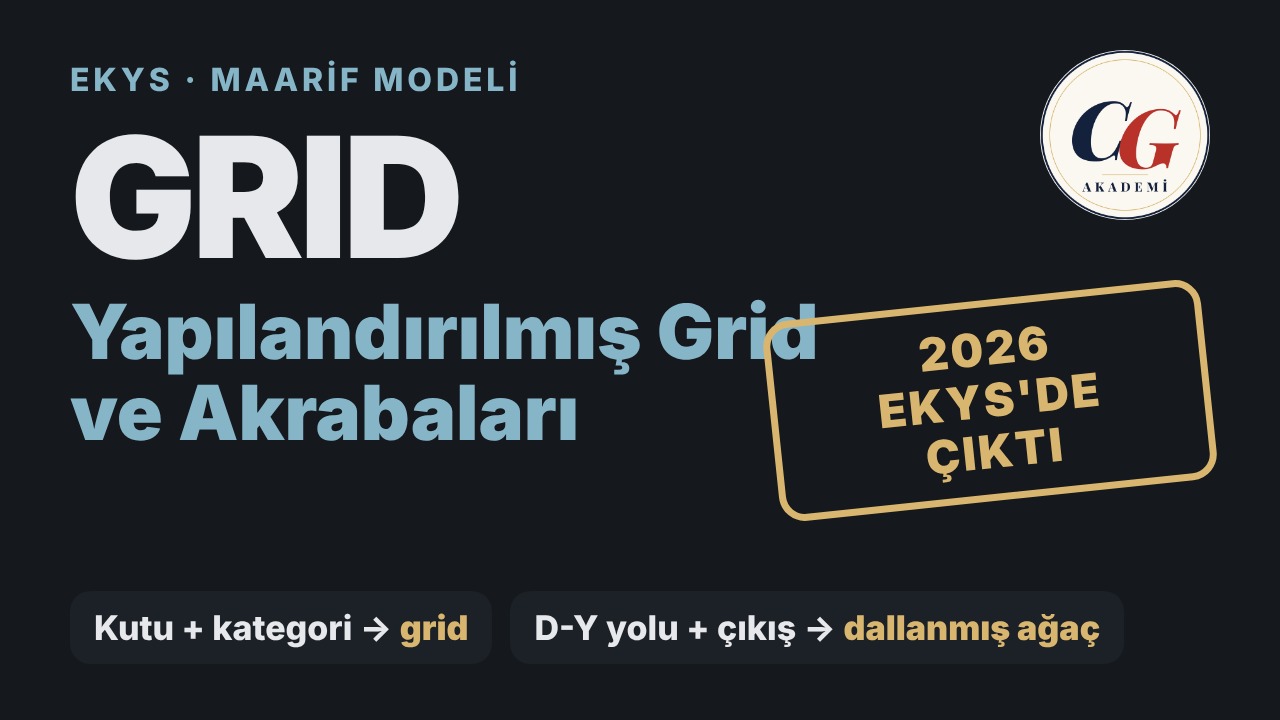 EKYS · MAARİF MODELİ
CG
AKADEMİ
GRID
Yapılandırılmış Grid
ve Akrabaları
2026
EKYS'DE
ÇIKTI
Kutu + kategori → grid
D-Y yolu + çıkış → dallanmış ağaç